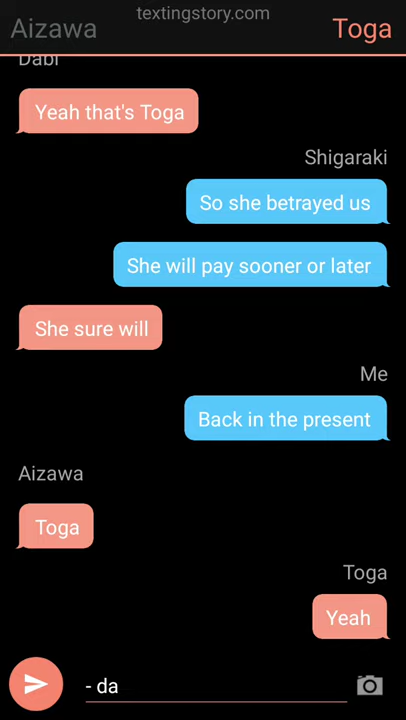 textingstory.com
Aizawa
Toga
Dabi
Yeah that's Toga
Shigaraki
So she betrayed us
She will pay sooner or later
She sure will
Me
Back in the present
Aizawa
Toga
Toga
Yeah
- da